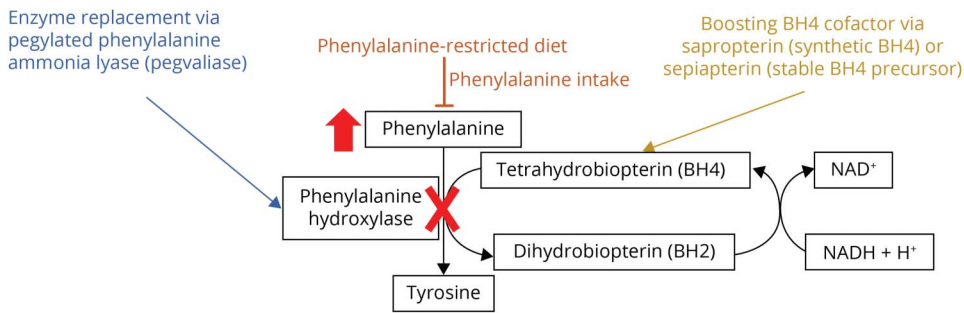 Enzyme replacement via
pegylated phenylalanine
ammonia lyase (pegvaliase)
Phenylalanine-restricted diet
Phenylalanine intake
Boosting BH4 cofactor via
sapropterin (synthetic BH4) or
sepiapterin (stable BH4 precursor)
Phenylalanine
Tetrahydrobiopterin (BH4)
NAD⁺
Phenylalanine
hydroxylase
Dihydrobiopterin (BH2)
NADH + H⁺
Tyrosine